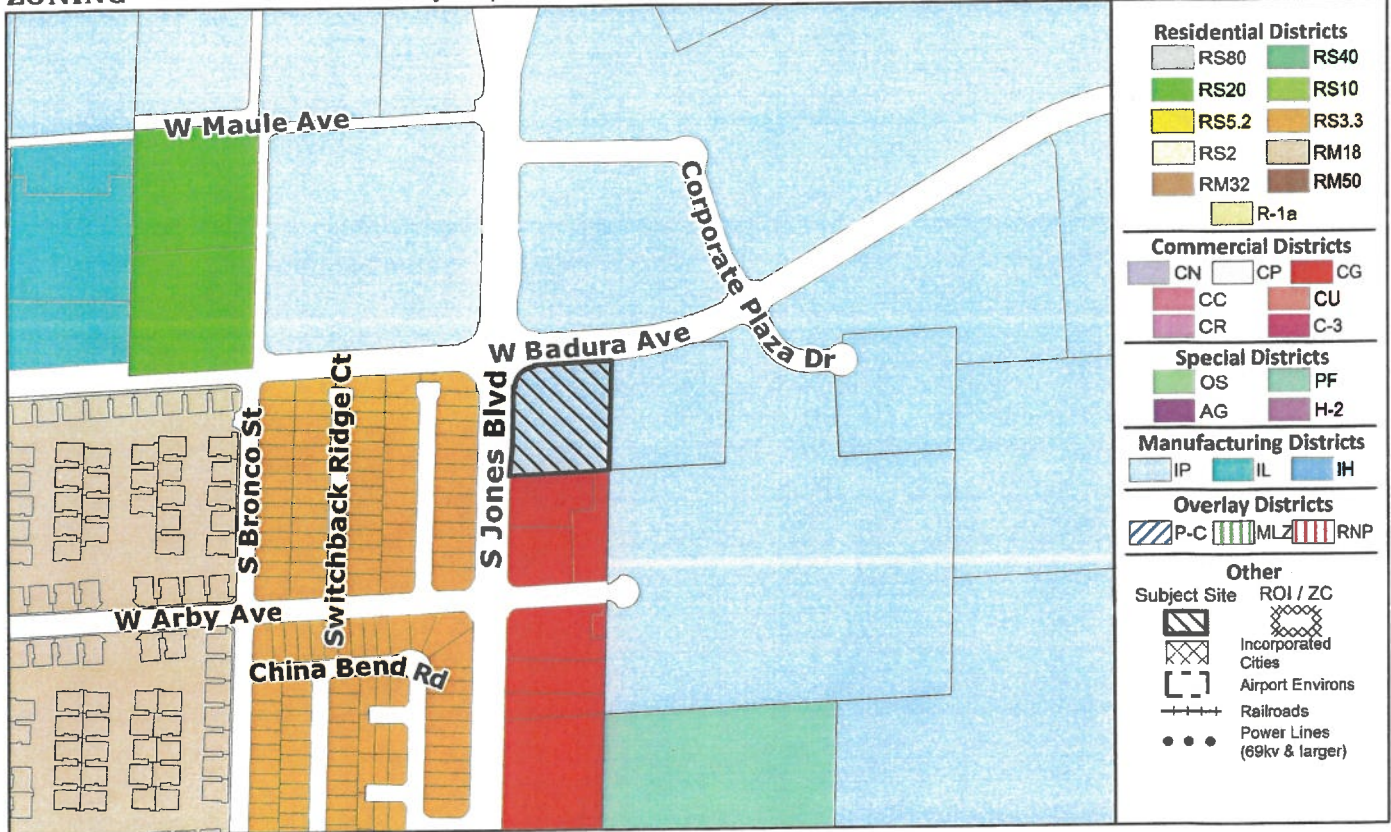 ZONING
W Maule Ave
Corporate Plaza Dr
W Badura Ave
S Jones Blvd
Switchback Ridge Ct
S Bronco St
W Arby Ave
China Bend Rd
Residential Districts
RS80 RS40
RS20 RS10
RS5.2 RS3.3
RS2 RM18
RM32 RM50
R-1a
Commercial Districts
CN CP CG
CC CU
CR C-3
Special Districts
OS PF
AG H-2
Manufacturing Districts
IP IL IH
Overlay Districts
P-C MLZ RNP
Other
Subject Site ROI / ZC
Incorporated
Cities
Airport Environs
Railroads
Power Lines
(69kv & larger)